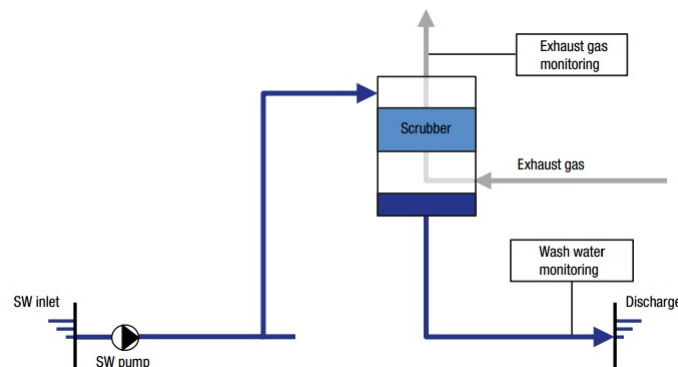 Exhaust gas
monitoring
Scrubber
Exhaust gas
Wash water
monitoring
SW inlet
Discharge
SW pump